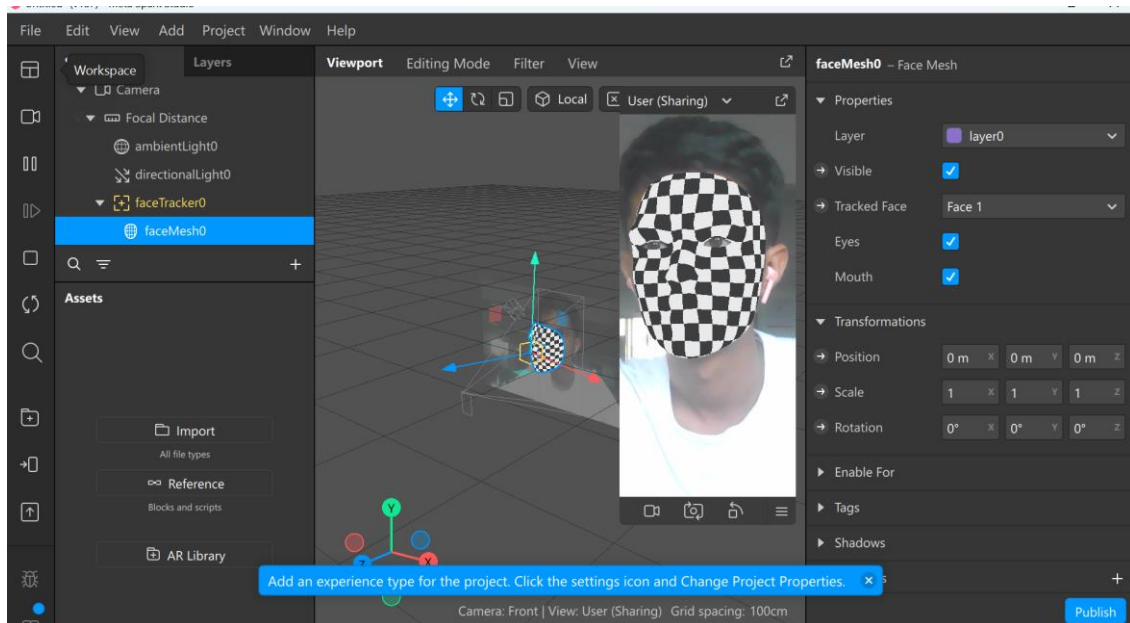 File Edit View Add Project Window Help
Workspace
Layers
Camera
Focal Distance
ambientLight0
directionalLight0
faceTracker0
faceMesh0
Assets
Import
All file types
Reference
Blocks and scripts
AR Library
Viewport Editing Mode Filter View
Local
User (Sharing)
Y
X
Z
Add an experience type for the project. Click the settings icon and Change Project Properties.
Camera: Front | View: User (Sharing) Grid spacing: 100cm
faceMesh0 – Face Mesh
Properties
Layer layer0
Visible
Tracked Face Face 1
Eyes
Mouth
Transformations
Position 0 m X 0 m Y 0 m Z
Scale 1 X 1 Y 1 Z
Rotation 0° X 0° Y 0° Z
Enable For
Tags
Shadows
Publish